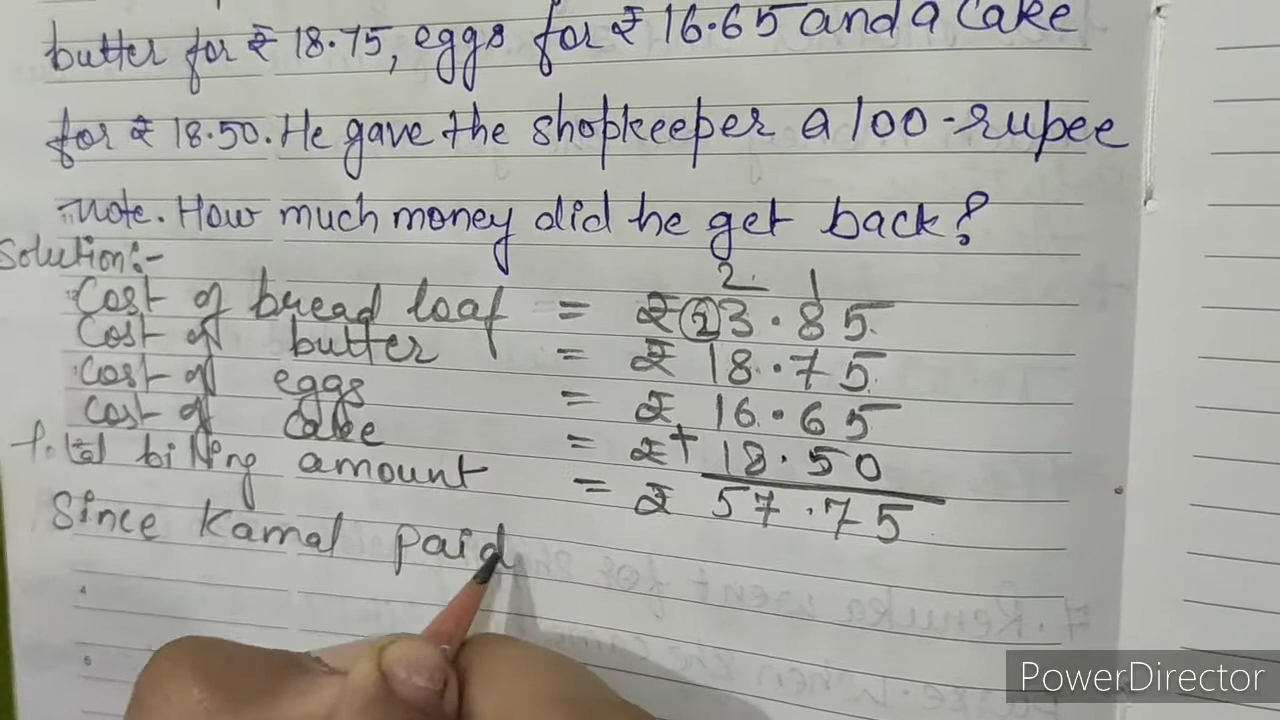 butter for ₹ 18.75, eggs for ₹ 16.65 and a Cake
for ₹ 18.50. He gave the shopkeeper a 100-rupee
note. How much money did he get back?
Solution:-
2 1
Cost of bread loaf = ₹ 23.85
Cost of butter = ₹ 18.75
Cost of eggs = ₹ 16.65
Cost of cake = ₹ + 18.50
total billing amount = ₹ 57.75
Since Kamal paid
PowerDirector